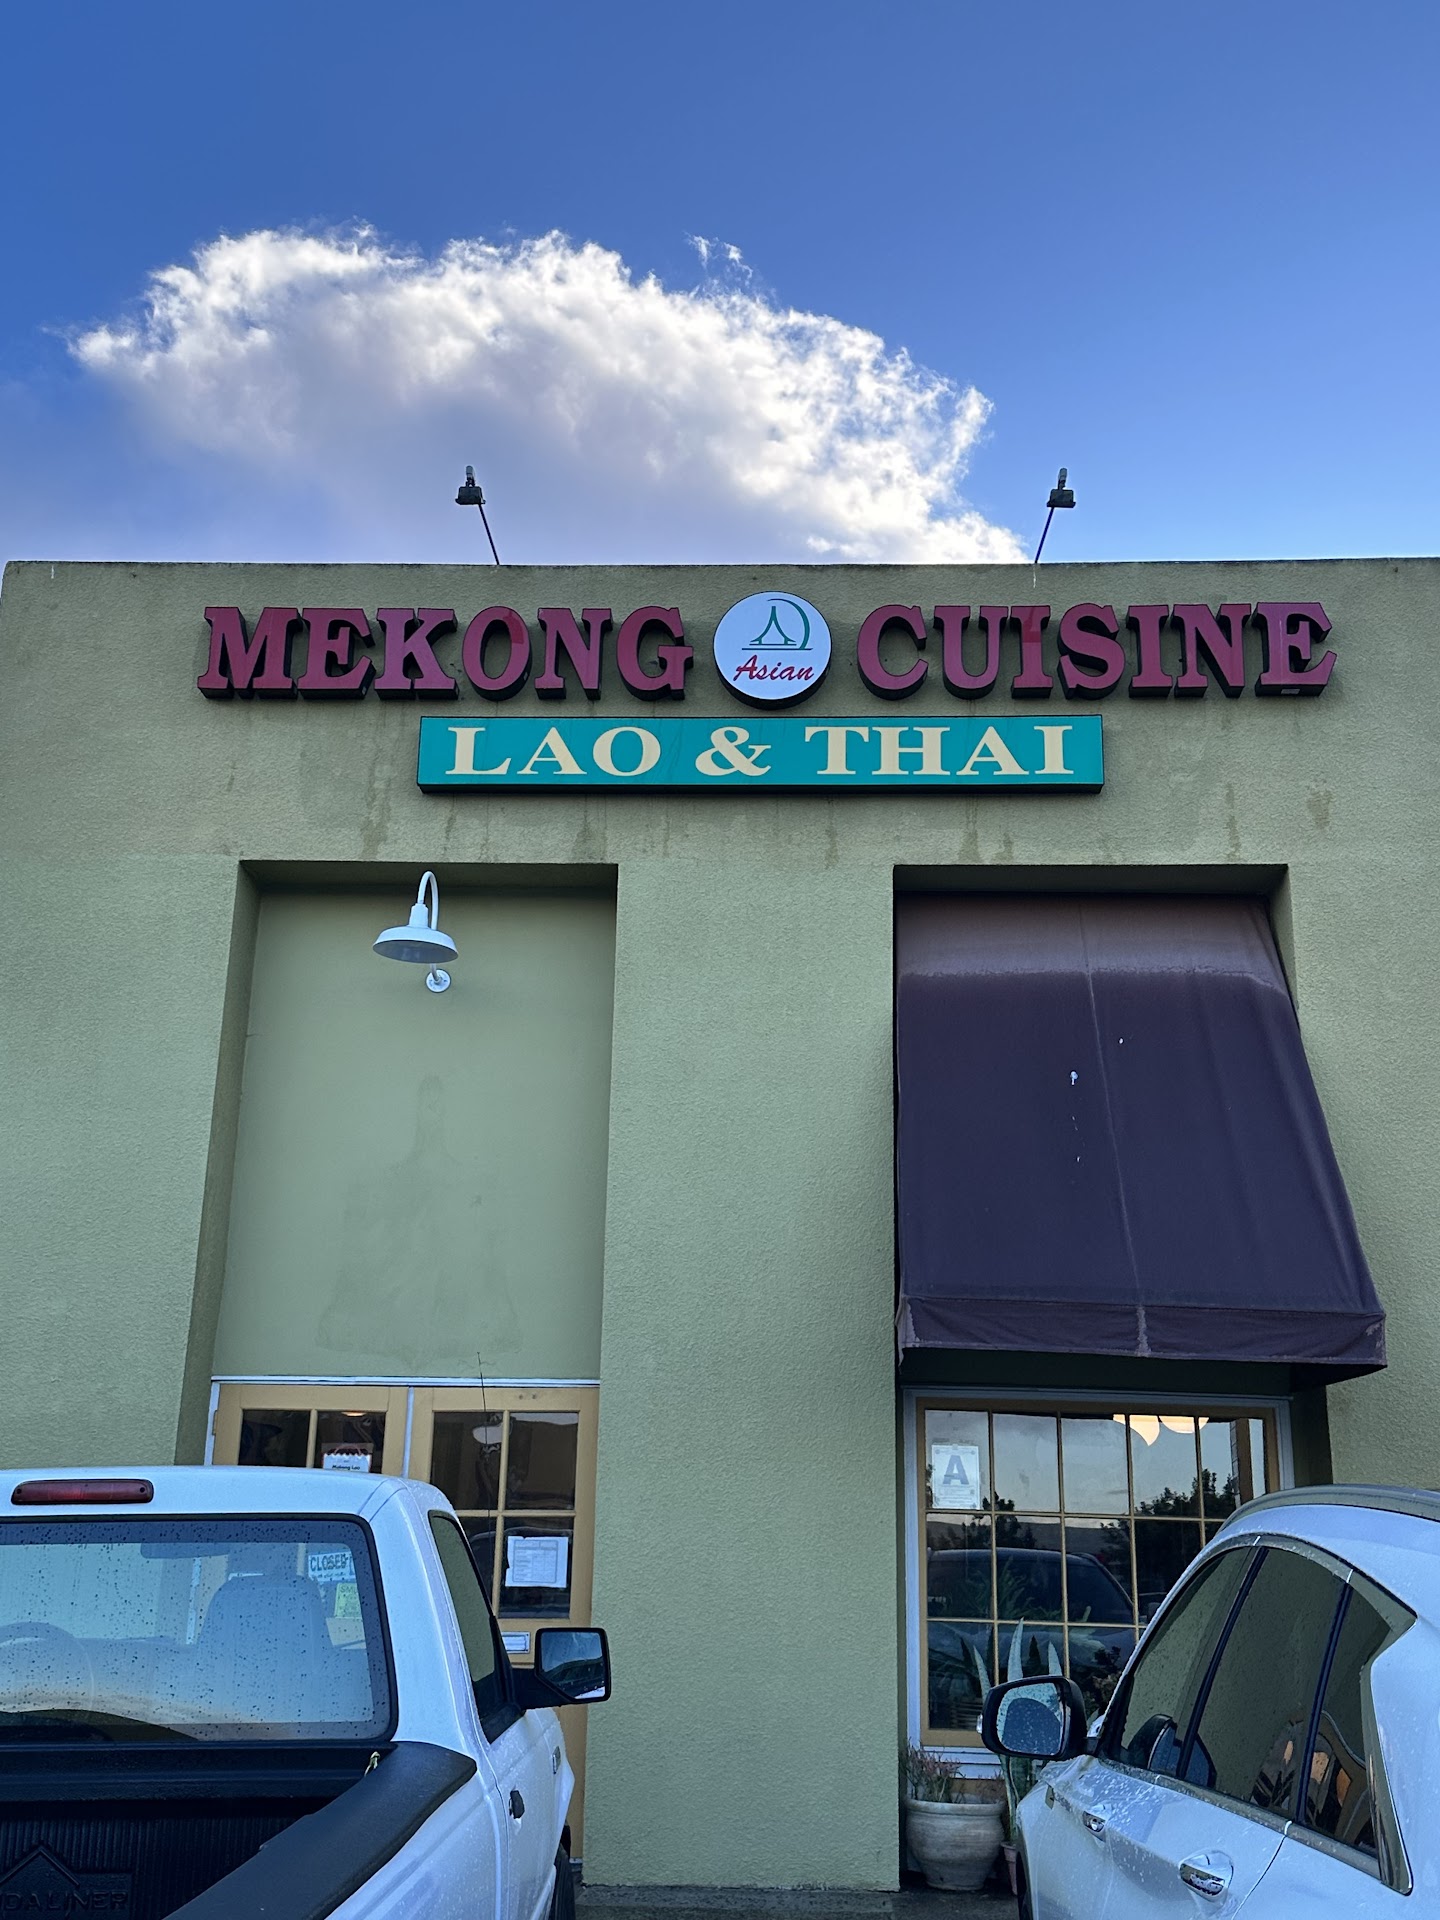 MEKONG Asian CUISINE
LAO & THAI
A
CLOSED